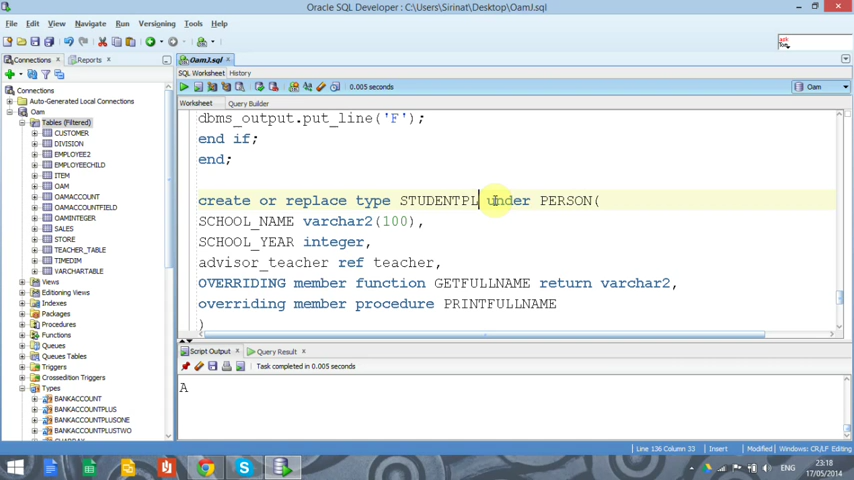 Oracle SQL Developer : C:\Users\Sirinat\Desktop\OamJ.sql
File Edit View Navigate Run Versioning Tools Help
Connections Reports OamJ.sql
SQL Worksheet History
0.005 seconds Oam
Worksheet Query Builder
Connections
Auto-Generated Local Connections
Oam
Tables (Filtered)
CUSTOMER
DIVISION
EMPLOYEE2
EMPLOYEECHILD
ITEM
OAM
OAMACCOUNT
OAMACCOUNTFIELD
OAMINTEGER
SALES
STORE
TEACHER_TABLE
TIMEDIM
VARCHARTABLE
Views
Editioning Views
Indexes
Packages
Procedures
Functions
Queues
Queues Tables
Triggers
Crossedition Triggers
Types
BANKACCOUNT
BANKACCOUNTPLUS
BANKACCOUNTPLUSONE
BANKACCOUNTPLUSTWO
dbms_output.put_line('F');
end if;
end;
create or replace type STUDENTPL under PERSON(
SCHOOL_NAME varchar2(100),
SCHOOL_YEAR integer,
advisor_teacher ref teacher,
OVERRIDING member function GETFULLNAME return varchar2,
overriding member procedure PRINTFULLNAME
)
Script Output Query Result
Task completed in 0.005 seconds
A
Line 136 Column 33 Insert Modified Windows: CR/LF Editing
ENG 23:18
17/05/2014